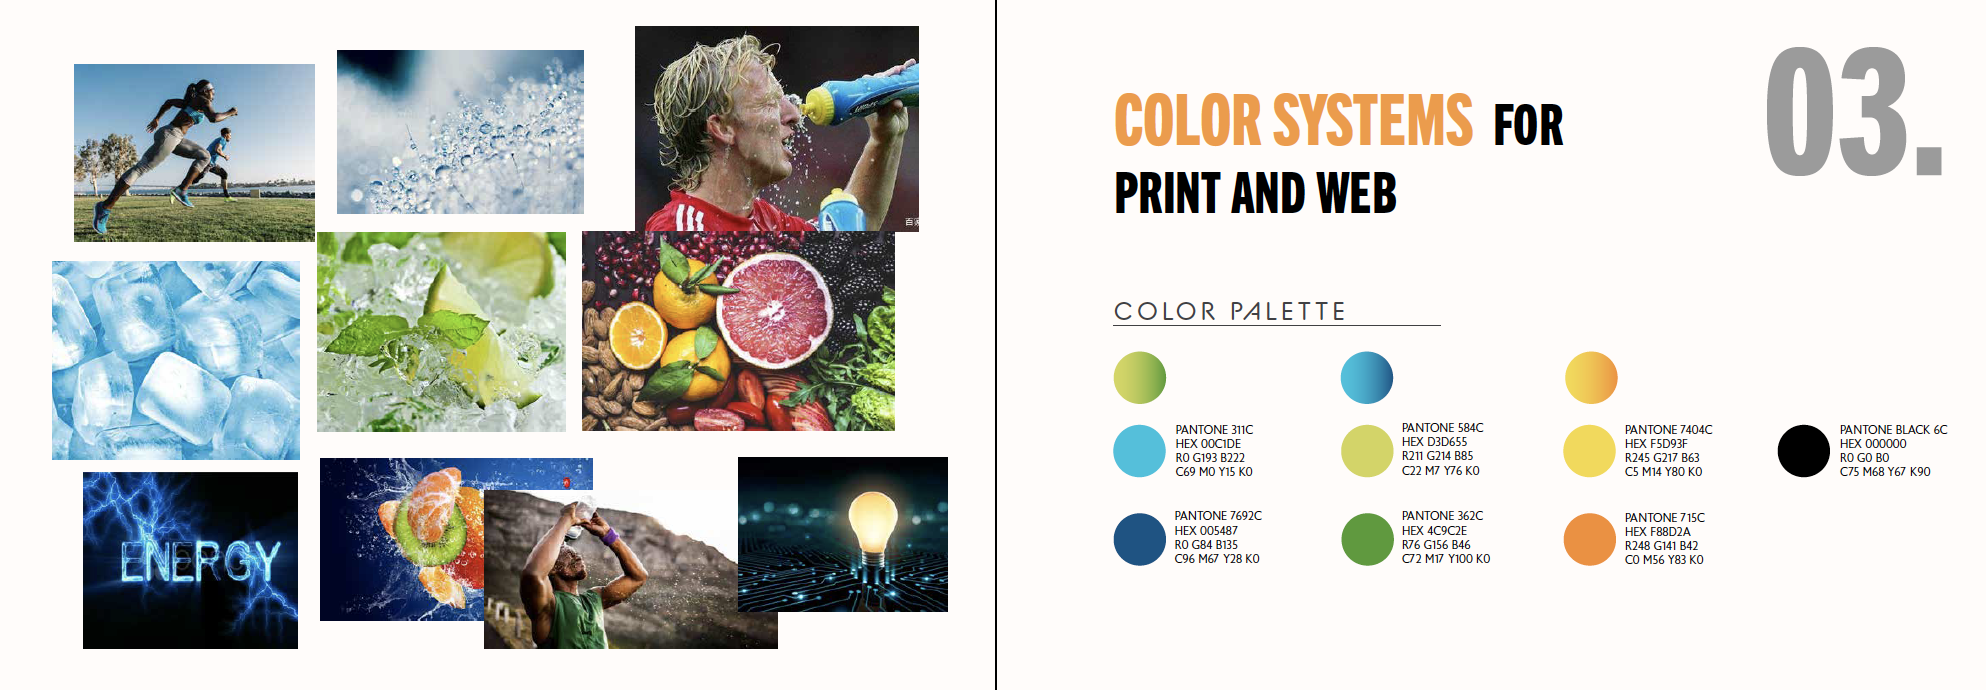 ENERGY
COLOR SYSTEMS FOR
PRINT AND WEB
03.
COLOR PALETTE
PANTONE 311C
HEX 00C1DE
R0 G193 B222
C69 M0 Y15 K0
PANTONE 584C
HEX D3D655
R211 G214 B85
C22 M7 Y76 K0
PANTONE 7404C
HEX F5D93F
R245 G217 B63
C5 M14 Y80 K0
PANTONE BLACK 6C
HEX 000000
R0 G0 B0
C75 M68 Y67 K90
PANTONE 7692C
HEX 005487
R0 G84 B135
C96 M67 Y28 K0
PANTONE 362C
HEX 4C9C2E
R76 G156 B46
C72 M17 Y100 K0
PANTONE 715C
HEX F88D2A
R248 G141 B42
C0 M56 Y83 K0